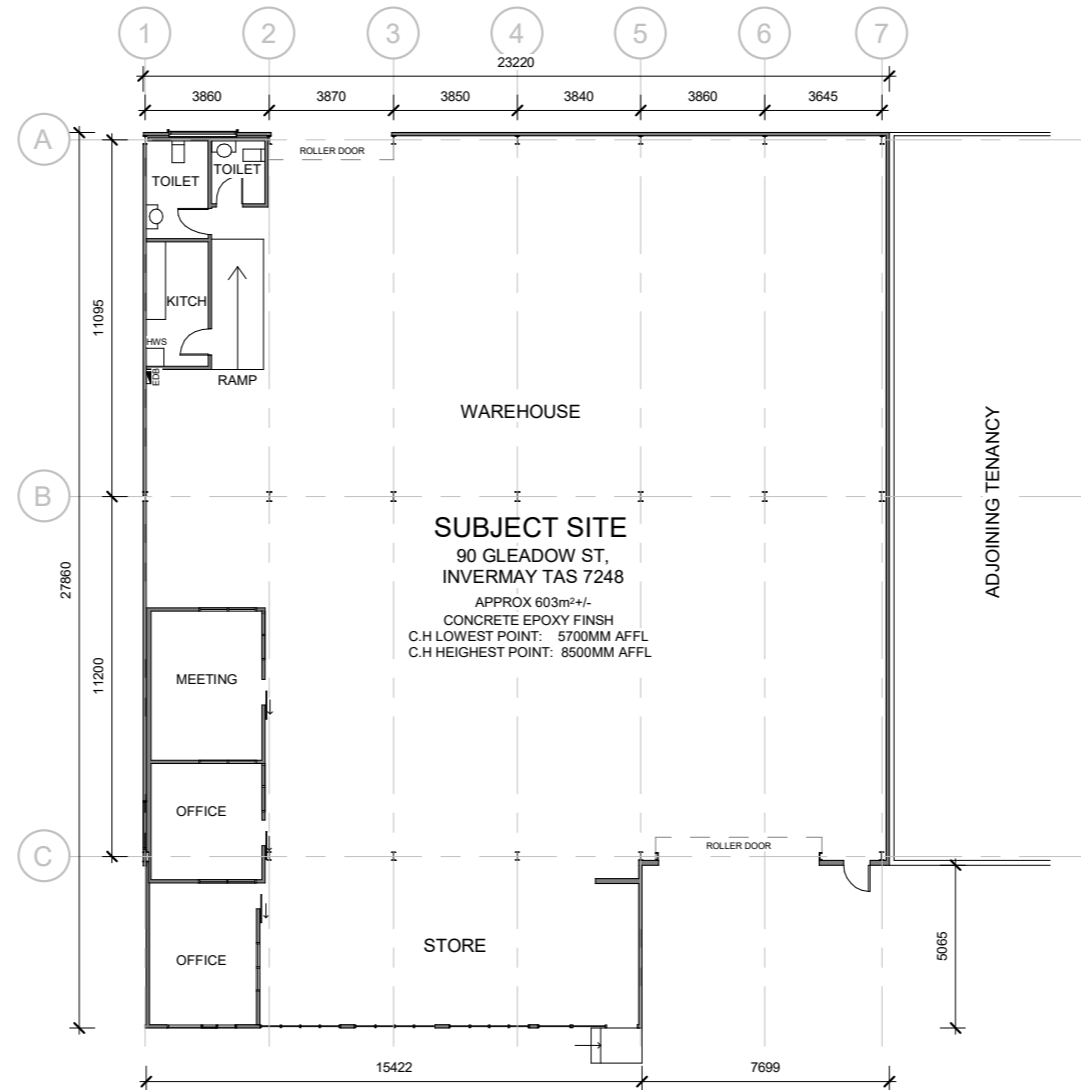 1 2 3 4 5 6 7
23220
3860 3870 3850 3840 3860 3645
A
ROLLER DOOR
TOILET
TOILET
KITCH
11095
HWS
EDB
RAMP
WAREHOUSE
ADJOINING TENANCY
B
SUBJECT SITE
90 GLEADOW ST,
INVERMAY TAS 7248
27860
APPROX 603m²+/-
CONCRETE EPOXY FINSH
C.H LOWEST POINT: 5700MM AFFL
C.H HEIGHEST POINT: 8500MM AFFL
11200
MEETING
OFFICE
C
ROLLER DOOR
OFFICE
STORE
5065
15422 7699